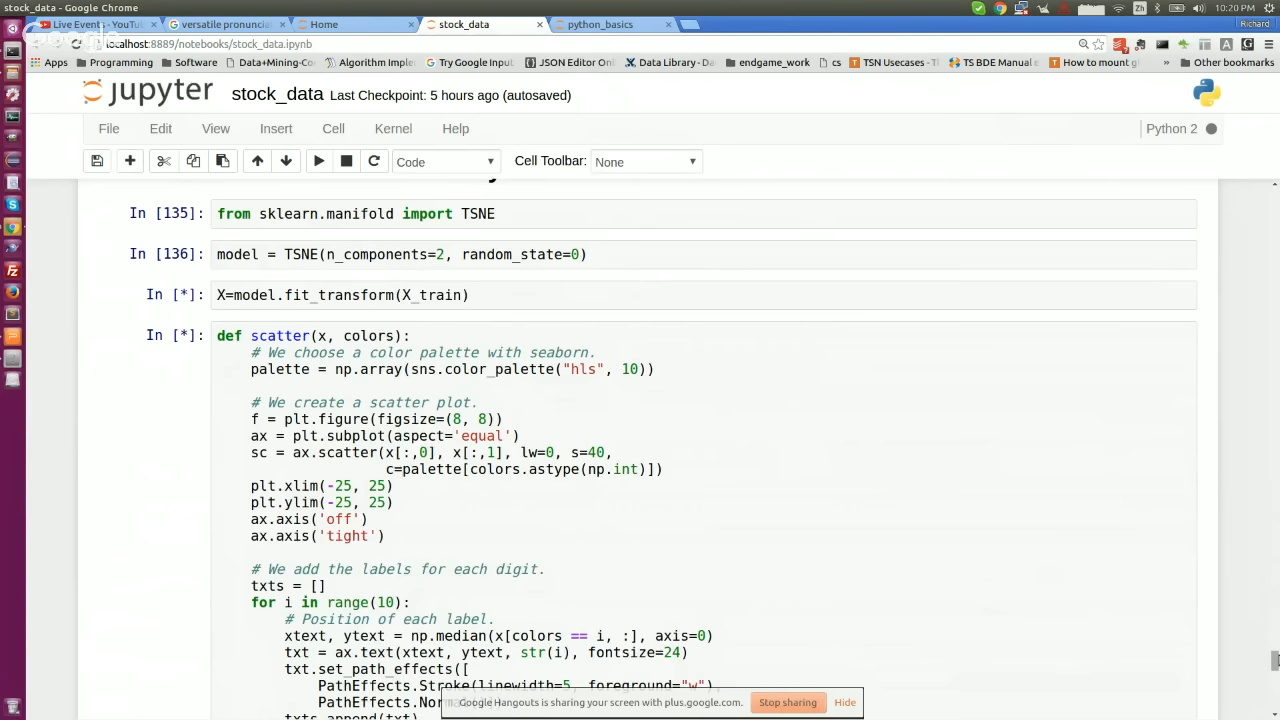 stock_data - Google Chrome
Zh
10:20 PM
Live Events - YouTub
versatile pronuncia
Home
stock_data
python_basics
Richard
localhost:8889/notebooks/stock_data.ipynb
Apps
Programming
Software
Data+Mining-Co
Algorithm Imple
Try Google Input
JSON Editor Onli
Data Library - Da
endgame_work
cs
TSN Usecases - Th
TS BDE Manual e
How to mount g
»
Other bookmarks
jupyter
stock_data Last Checkpoint: 5 hours ago (autosaved)
File
Edit
View
Insert
Cell
Kernel
Help
Python 2
Code
Cell Toolbar:
None
In [135]: from sklearn.manifold import TSNE
In [136]: model = TSNE(n_components=2, random_state=0)
In [*]: X=model.fit_transform(X_train)
In [*]: def scatter(x, colors):
# We choose a color palette with seaborn.
palette = np.array(sns.color_palette("hls", 10))
# We create a scatter plot.
f = plt.figure(figsize=(8, 8))
ax = plt.subplot(aspect='equal')
sc = ax.scatter(x[:,0], x[:,1], lw=0, s=40,
c=palette[colors.astype(np.int)])
plt.xlim(-25, 25)
plt.ylim(-25, 25)
ax.axis('off')
ax.axis('tight')
# We add the labels for each digit.
txts = []
for i in range(10):
# Position of each label.
xtext, ytext = np.median(x[colors == i, :], axis=0)
txt = ax.text(xtext, ytext, str(i), fontsize=24)
txt.set_path_effects([
PathEffects.Stroke(linewidth=5, foreground="w"),
PathEffects.Nor
txts.append(txt)
Google Hangouts is sharing your screen with plus.google.com.
Stop sharing
Hide